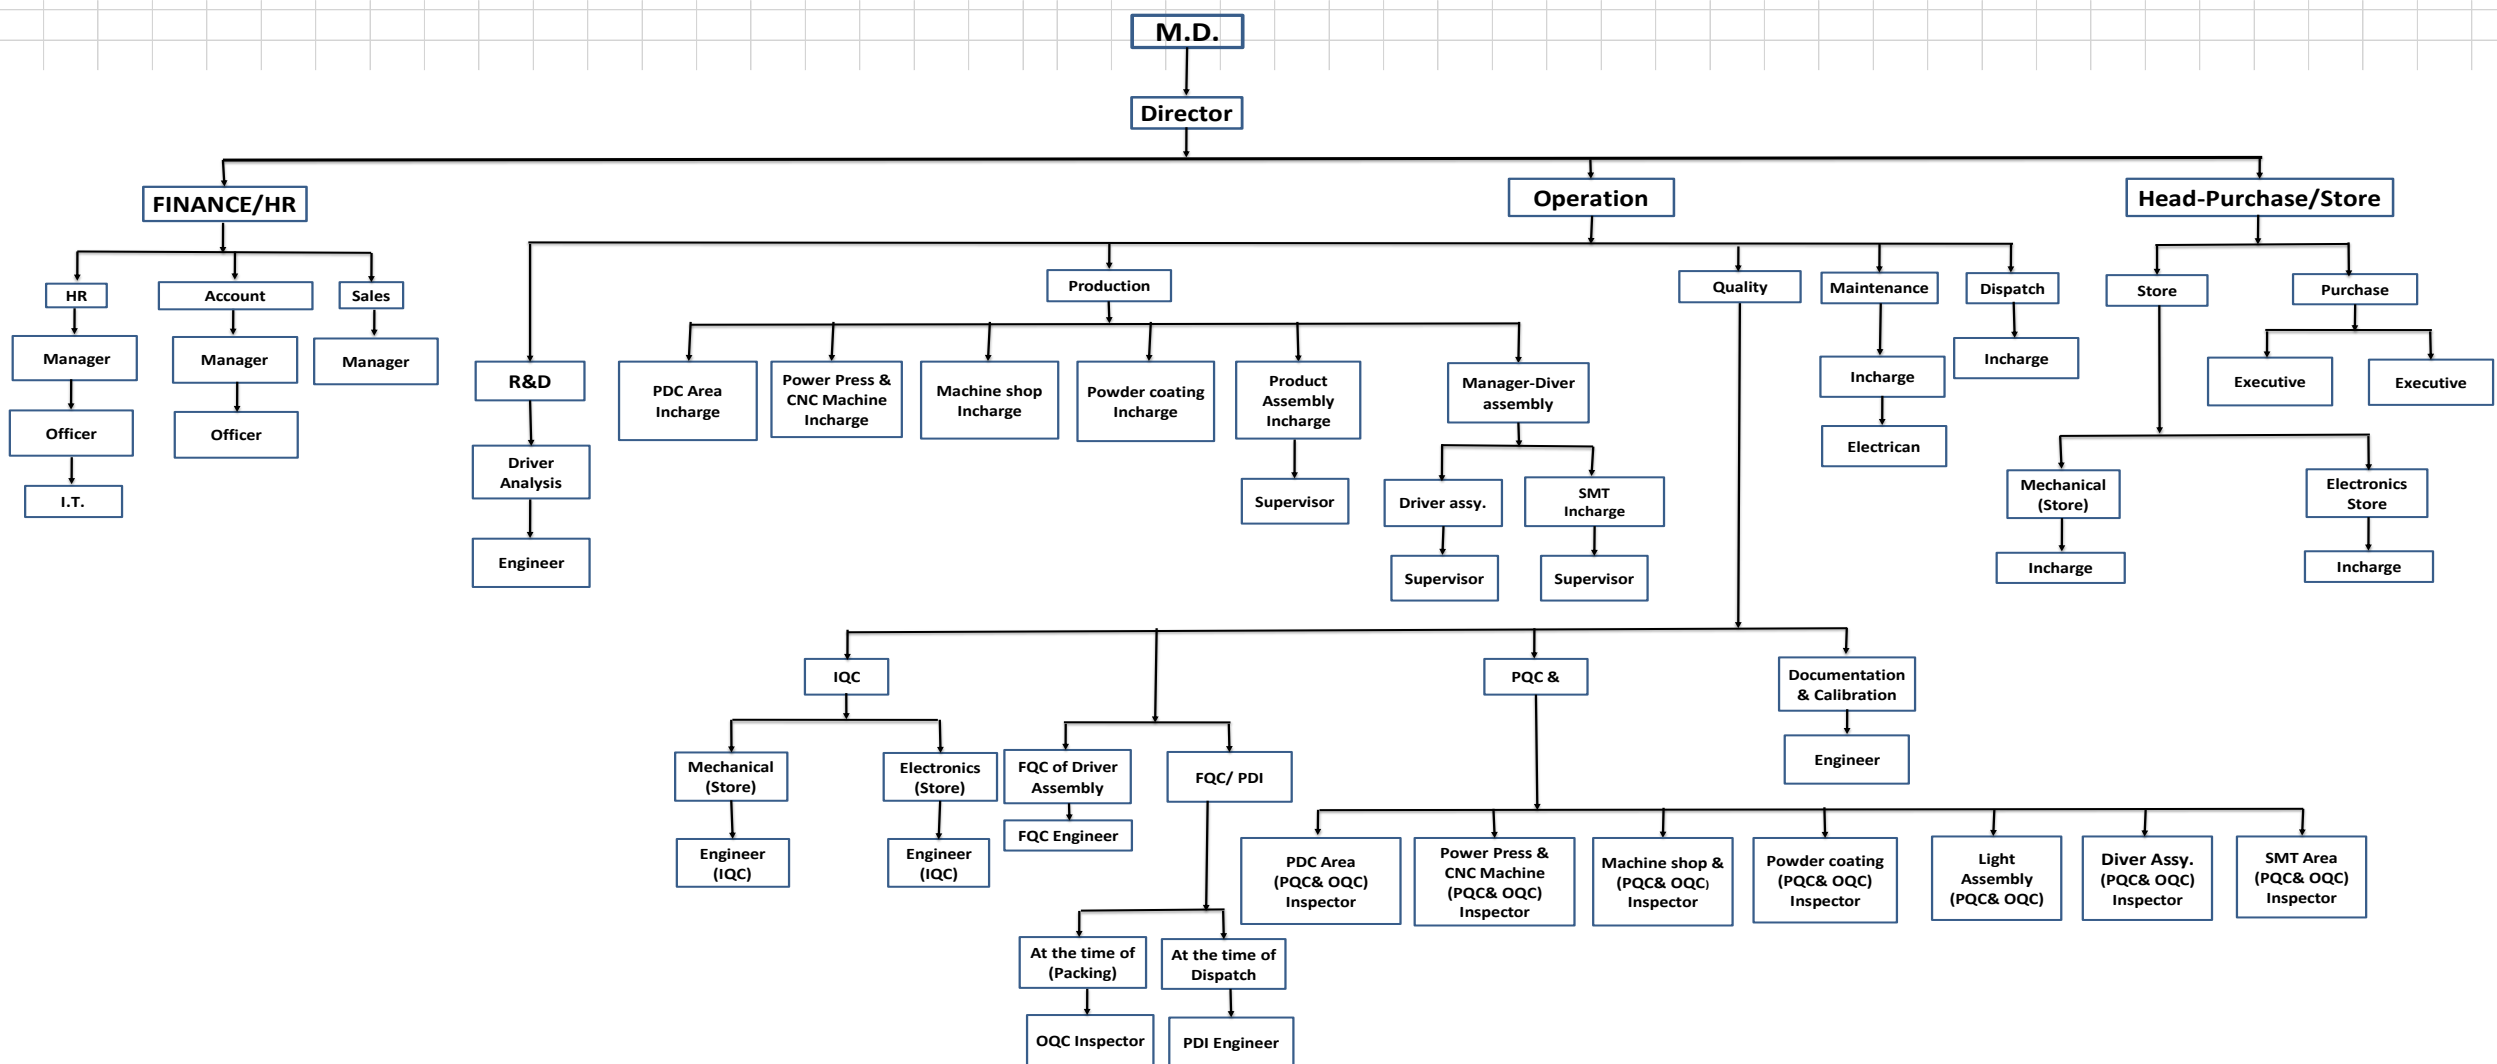 M.D.
Director
FINANCE/HR
Operation
Head-Purchase/Store
HR
Account
Sales
Production
Quality
Maintenance
Dispatch
Store
Purchase
Manager
Manager
Manager
R&D
PDC Area
Incharge
Power Press &
CNC Machine
Incharge
Machine shop
Incharge
Powder coating
Incharge
Product
Assembly
Incharge
Manager-Diver
assembly
Incharge
Incharge
Executive
Executive
Officer
Officer
Driver
Analysis
Electrican
I.T.
Supervisor
Driver assy.
SMT
Incharge
Mechanical
(Store)
Electronics
Store
Engineer
Supervisor
Supervisor
Incharge
Incharge
IQC
PQC &
Documentation
& Calibration
Mechanical
(Store)
Electronics
(Store)
FQC of Driver
Assembly
FQC/ PDI
Engineer
Engineer
(IQC)
Engineer
(IQC)
FQC Engineer
PDC Area
(PQC& OQC)
Inspector
Power Press &
CNC Machine
(PQC& OQC)
Inspector
Machine shop &
(PQC& OQC)
Inspector
Powder coating
(PQC& OQC)
Inspector
Light
Assembly
(PQC& OQC)
Diver Assy.
(PQC& OQC)
Inspector
SMT Area
(PQC& OQC)
Inspector
At the time of
(Packing)
At the time of
Dispatch
OQC Inspector
PDI Engineer